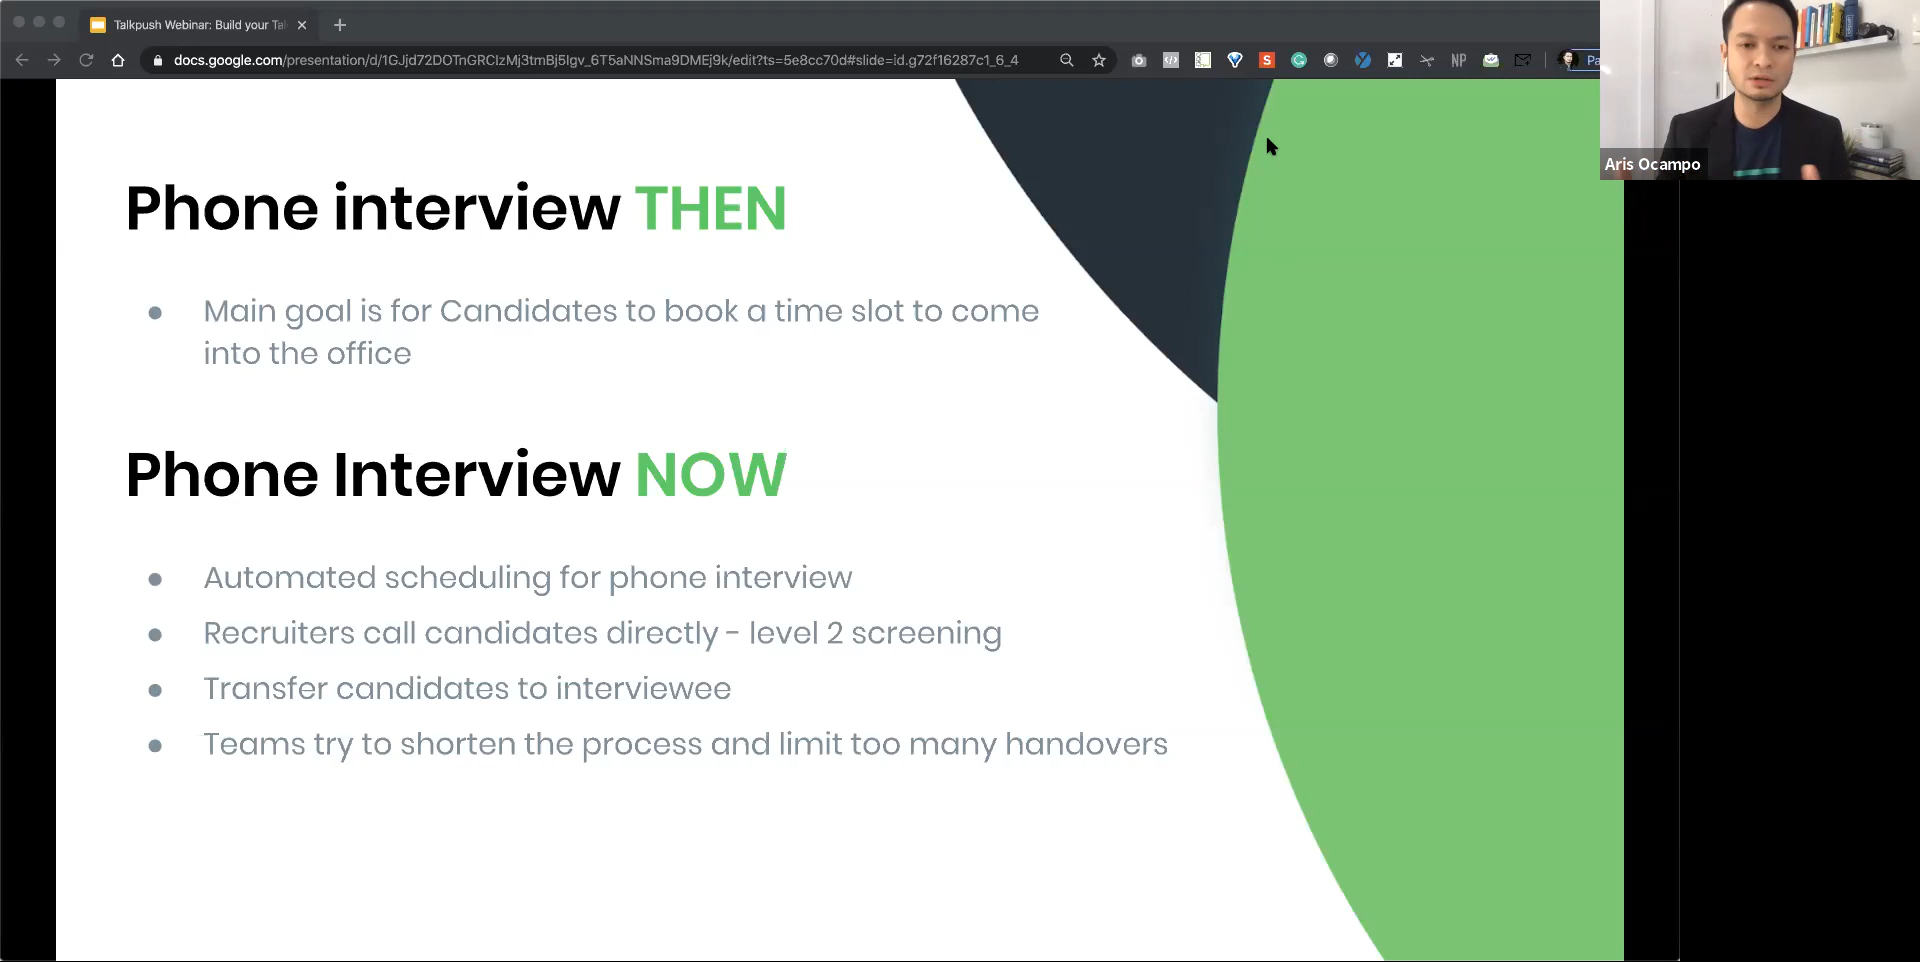 Talkpush Webinar: Build your Tal
docs.google.com/presentation/d/1GJjd72DOTnGRCIzMj3tmBj5Igv_6T5aNNSma9DMEj9k/edit?ts=5e8cc70d#slide=id.g72f16287c1_6_4
S
NP
Pa
Aris Ocampo
Phone interview THEN
● Main goal is for Candidates to book a time slot to come
into the office
Phone Interview NOW
● Automated scheduling for phone interview
● Recruiters call candidates directly - level 2 screening
● Transfer candidates to interviewee
● Teams try to shorten the process and limit too many handovers